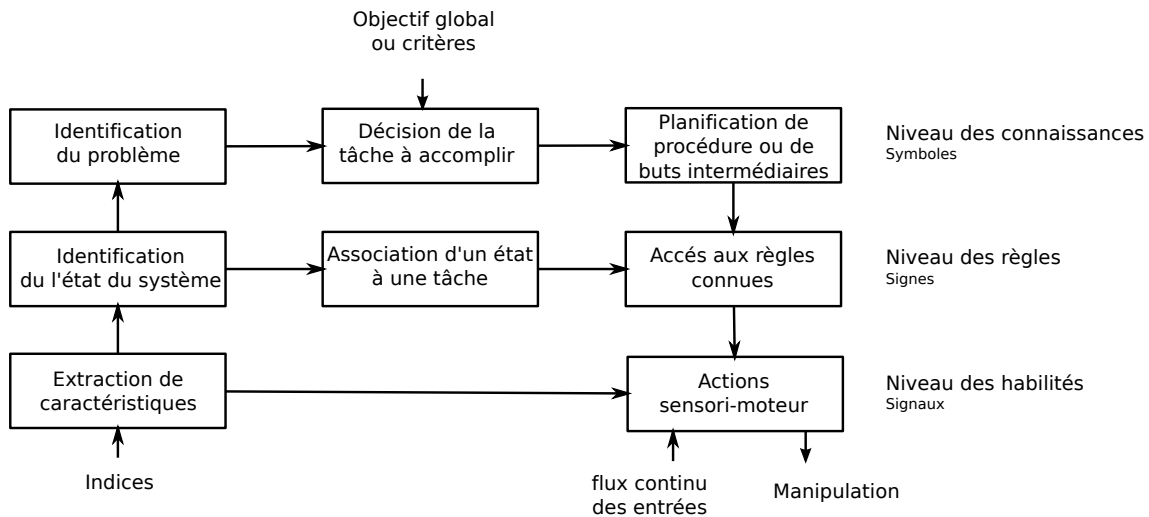 Objectif global
ou critères
Identification
du problème
Décision de la
tâche à accomplir
Planification de
procédure ou de
buts intermédiaires
Niveau des connaissances
Symboles
Identification
du l'état du système
Association d'un état
à une tâche
Accés aux règles
connues
Niveau des règles
Signes
Extraction de
caractéristiques
Actions
sensori-moteur
Niveau des habilités
Signaux
Indices
flux continu
des entrées
Manipulation